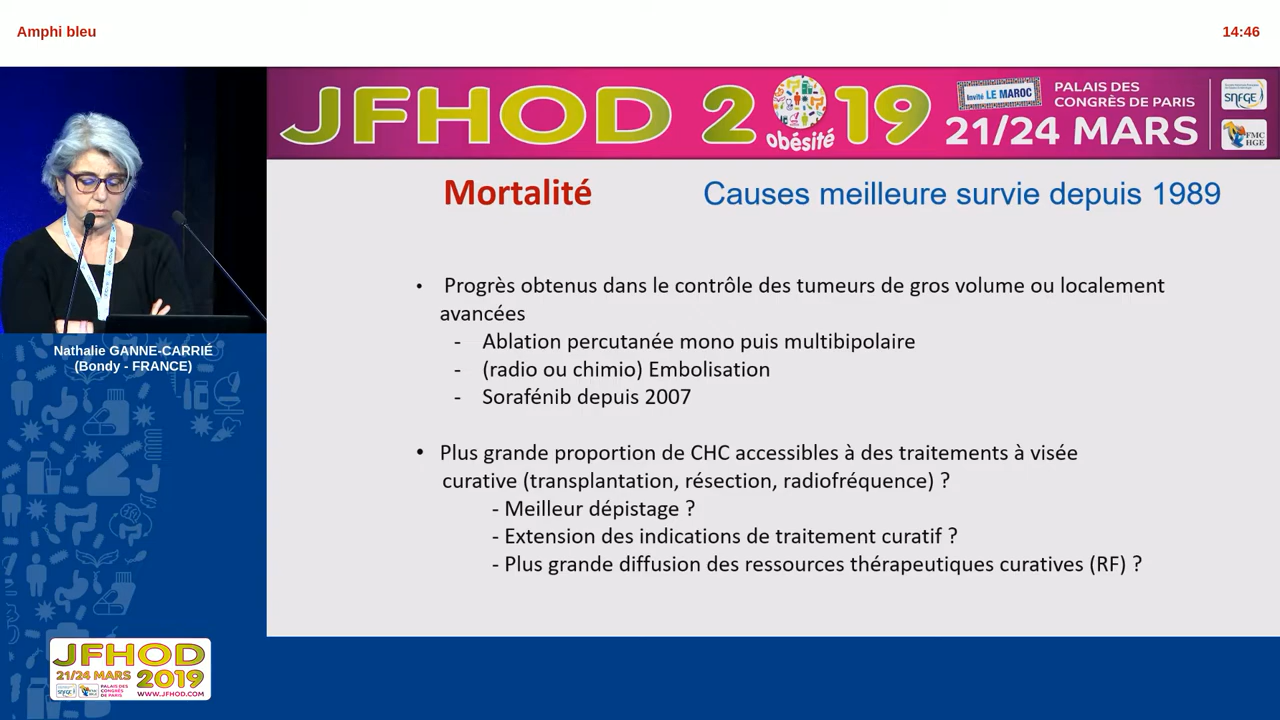 Amphi bleu
14:46
JFHOD 2019
obésité
Invité LE MAROC
PALAIS DES
CONGRÈS DE PARIS
21/24 MARS
SNFGE
FMC
HGE
Mortalité
Causes meilleure survie depuis 1989
• Progrès obtenus dans le contrôle des tumeurs de gros volume ou localement
avancées
- Ablation percutanée mono puis multibipolaire
- (radio ou chimio) Embolisation
- Sorafénib depuis 2007
• Plus grande proportion de CHC accessibles à des traitements à visée
curative (transplantation, résection, radiofréquence) ?
- Meilleur dépistage ?
- Extension des indications de traitement curatif ?
- Plus grande diffusion des ressources thérapeutiques curatives (RF) ?
Nathalie GANNE-CARRIÉ
(Bondy - FRANCE)
JFHOD
21/24 MARS 2019
PALAIS DES
CONGRÈS
DE PARIS
WWW.JFHOD.COM